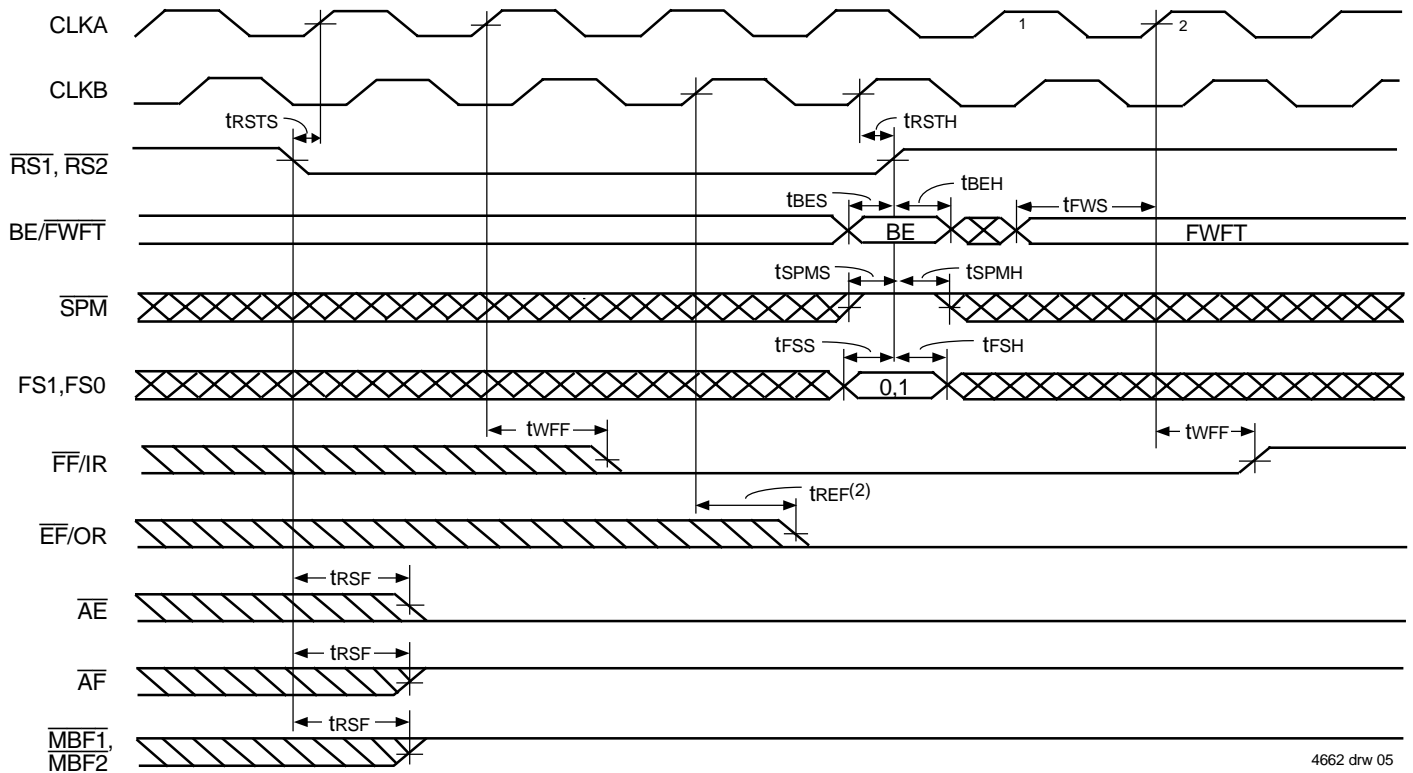 CLKA
1
2
CLKB
tRSTS
tRSTH
RS1, RS2
tBES
tBEH
tFWS
BE/FWFT
BE
FWFT
tSPMS
tSPMH
SPM
tFSS
tFSH
FS1,FS0
0,1
tWFF
tWFF
FF/IR
tREF(2)
EF/OR
tRSF
AE
tRSF
AF
tRSF
MBF1,
MBF2
4662 drw 05